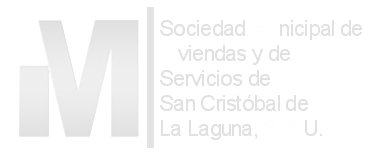 Sociedad nicipal de
viendas y de
Servicios de
San Cristóbal de
La Laguna, U.